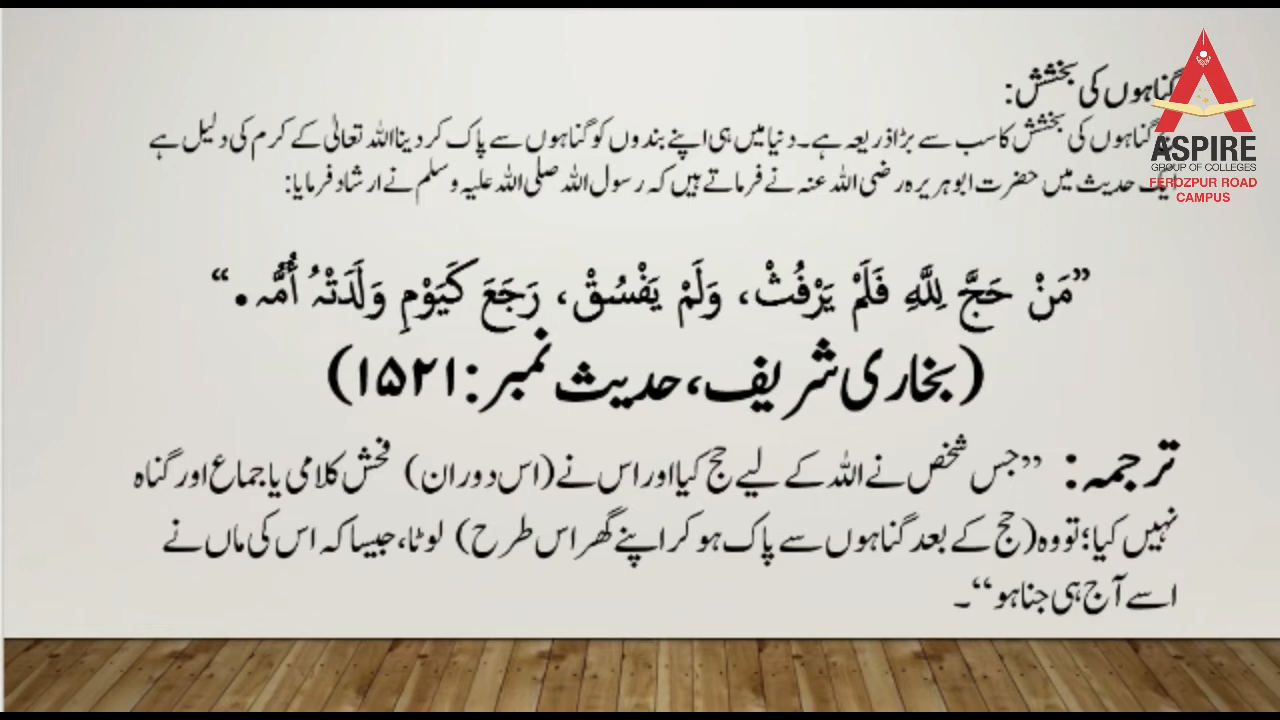 گناہوں کی بخشش:
گناہوں کی بخشش کا سب سے بڑا ذریعہ ہے۔ دنیا میں ہی اپنے بندوں کو گناہوں سے پاک کر دینا اللہ تعالیٰ کے کرم کی دلیل ہے
ایک حدیث میں حضرت ابوہریرہ رضی اللہ عنہ نے فرماتے ہیں کہ رسول اللہ صلی اللہ علیہ وسلم نے ارشاد فرمایا:
”مَنْ حَجَّ لِلَّهِ فَلَمْ يَرْفُثْ، وَلَمْ يَفْسُقْ، رَجَعَ كَيَوْمِ وَلَدَتْهُ أُمُّه.“
(بخاری شریف، حدیث نمبر: ۱۵۲۱)
ترجمہ: ”جس شخص نے اللہ کے لیے حج کیا اور اس نے (اس دوران) فحش کلامی یا جماع اور گناہ
نہیں کیا؛ تو وہ (حج کے بعد گناہوں سے پاک ہو کر اپنے گھر اس طرح) لوٹا، جیسا کہ اس کی ماں نے
اسے آج ہی جنا ہو“۔
ASPIRE
GROUP OF COLLEGES
FEROZPUR ROAD
CAMPUS